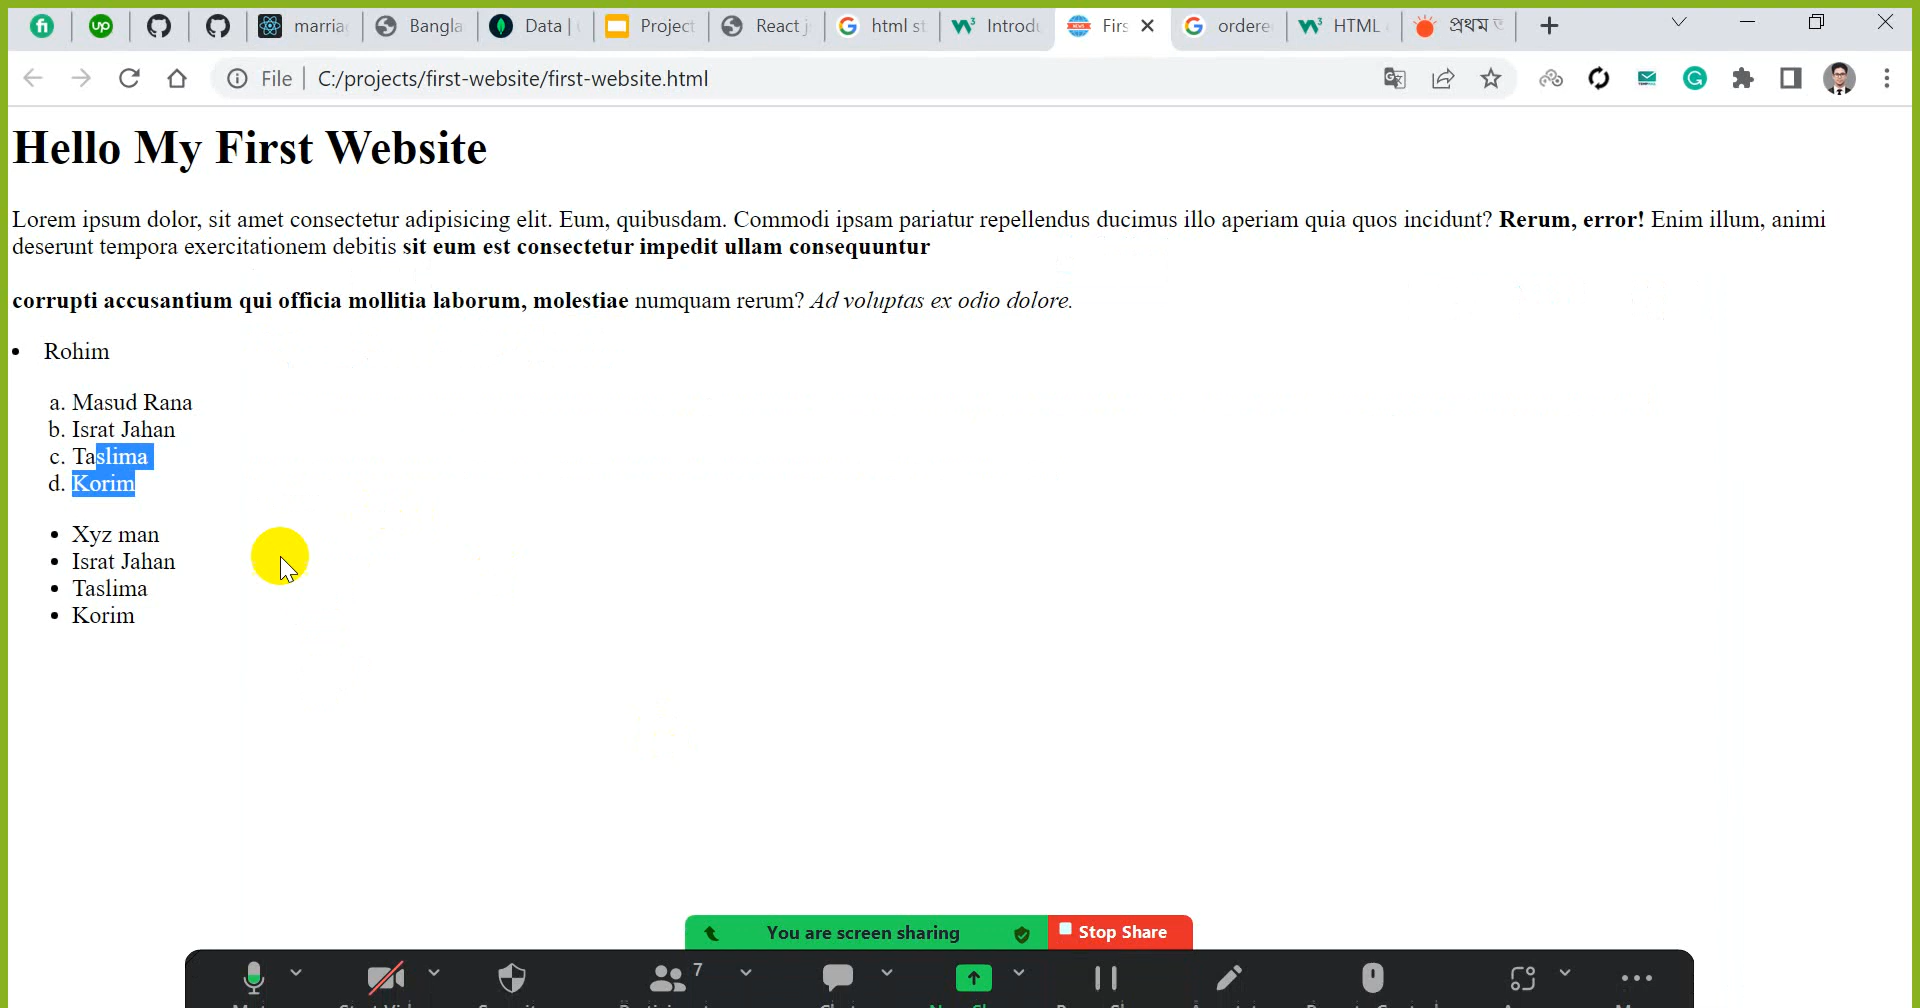 marria Bangla Data | Project React j html st Introdu Firs ordere HTML প্রথম
File C:/projects/first-website/first-website.html
Hello My First Website
Lorem ipsum dolor, sit amet consectetur adipisicing elit. Eum, quibusdam. Commodi ipsam pariatur repellendus ducimus illo aperiam quia quos incidunt? Rerum, error! Enim illum, animi
deserunt tempora exercitationem debitis sit eum est consectetur impedit ullam consequuntur
corrupti accusantium qui officia mollitia laborum, molestiae numquam rerum? Ad voluptas ex odio dolore.
• Rohim
a. Masud Rana
b. Israt Jahan
c. Taslima
d. Korim
• Xyz man
• Israt Jahan
• Taslima
• Korim
You are screen sharing Stop Share
7